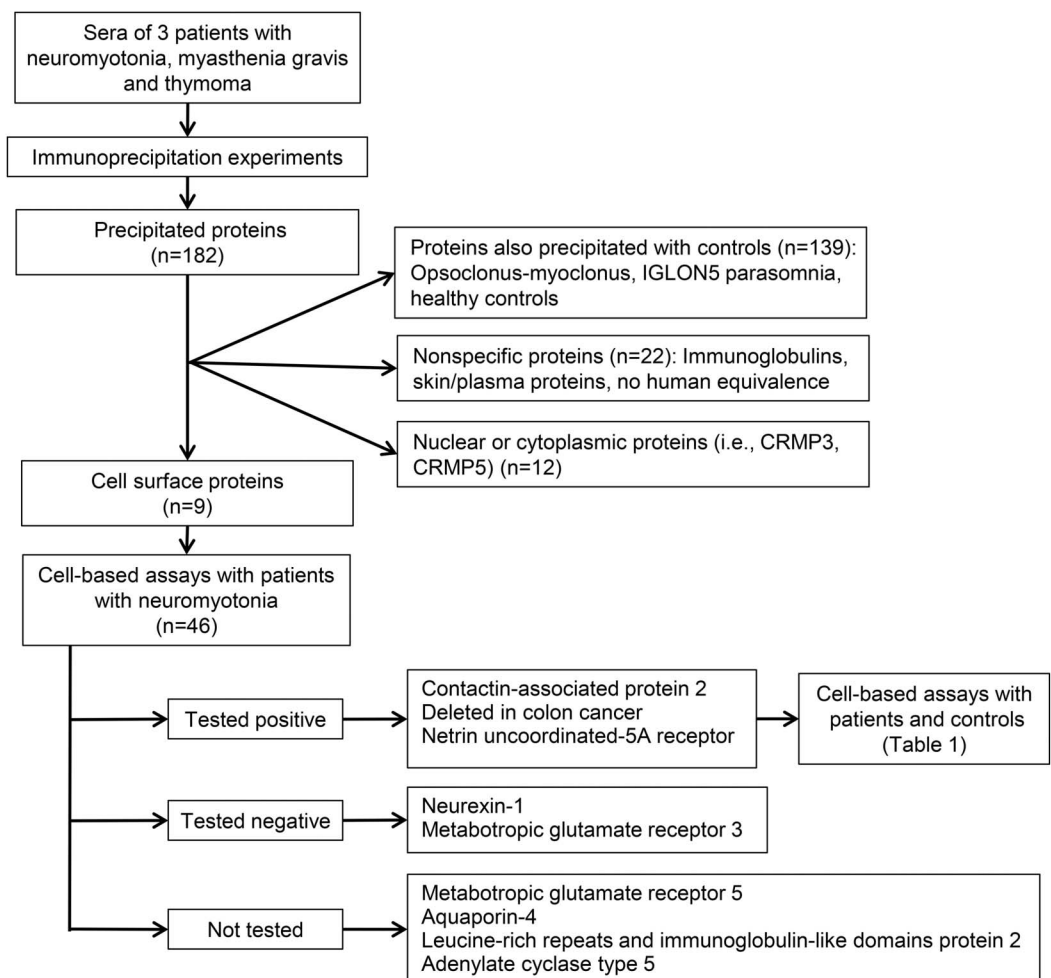 Sera of 3 patients with
neuromyotonia, myasthenia gravis
and thymoma
Immunoprecipitation experiments
Precipitated proteins
(n=182)
Proteins also precipitated with controls (n=139):
Opsoclonus-myoclonus, IGLON5 parasomnia,
healthy controls
Nonspecific proteins (n=22): Immunoglobulins,
skin/plasma proteins, no human equivalence
Nuclear or cytoplasmic proteins (i.e., CRMP3,
CRMP5) (n=12)
Cell surface proteins
(n=9)
Cell-based assays with patients
with neuromyotonia
(n=46)
Tested positive
Contactin-associated protein 2
Deleted in colon cancer
Netrin uncoordinated-5A receptor
Cell-based assays with
patients and controls
(Table 1)
Tested negative
Neurexin-1
Metabotropic glutamate receptor 3
Not tested
Metabotropic glutamate receptor 5
Aquaporin-4
Leucine-rich repeats and immunoglobulin-like domains protein 2
Adenylate cyclase type 5